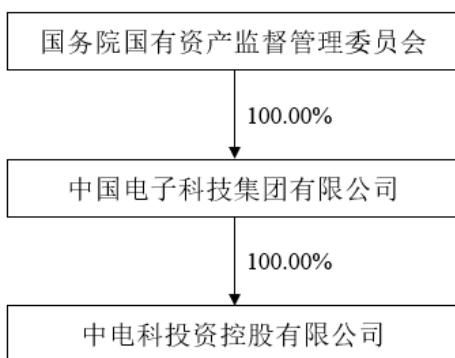 国务院国有资产监督管理委员会
100.00%
中国电子科技集团有限公司
100.00%
中电科投资控股有限公司